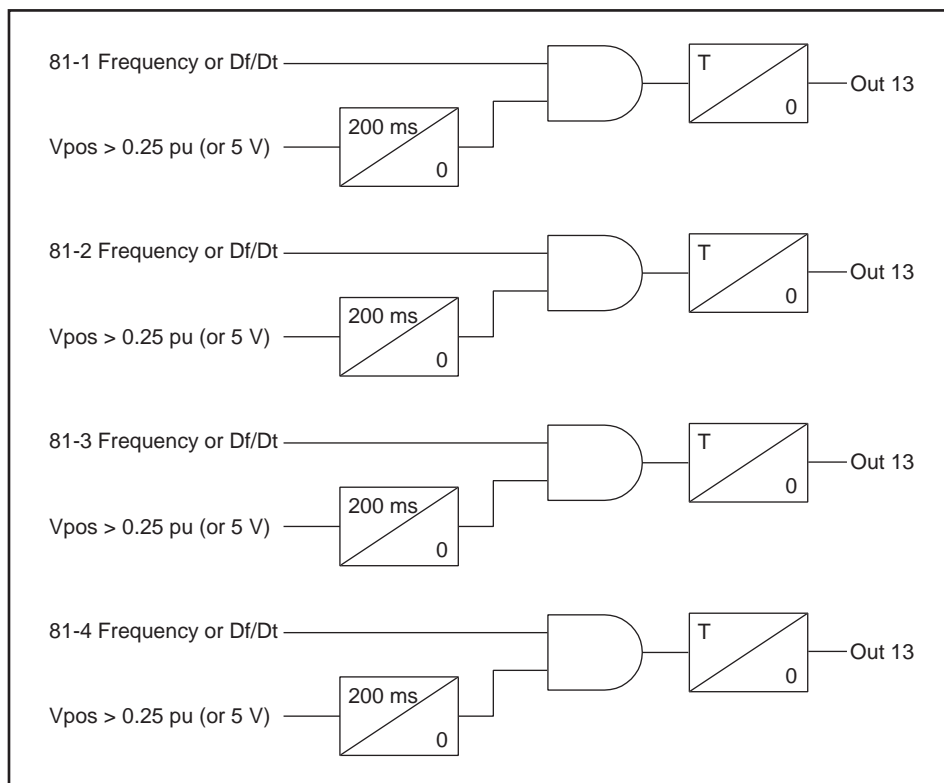 81-1 Frequency or Df/Dt
T
0
Out 13
Vpos > 0.25 pu (or 5 V)
200 ms
0
81-2 Frequency or Df/Dt
T
0
Out 13
Vpos > 0.25 pu (or 5 V)
200 ms
0
81-3 Frequency or Df/Dt
T
0
Out 13
Vpos > 0.25 pu (or 5 V)
200 ms
0
81-4 Frequency or Df/Dt
T
0
Out 13
Vpos > 0.25 pu (or 5 V)
200 ms
0